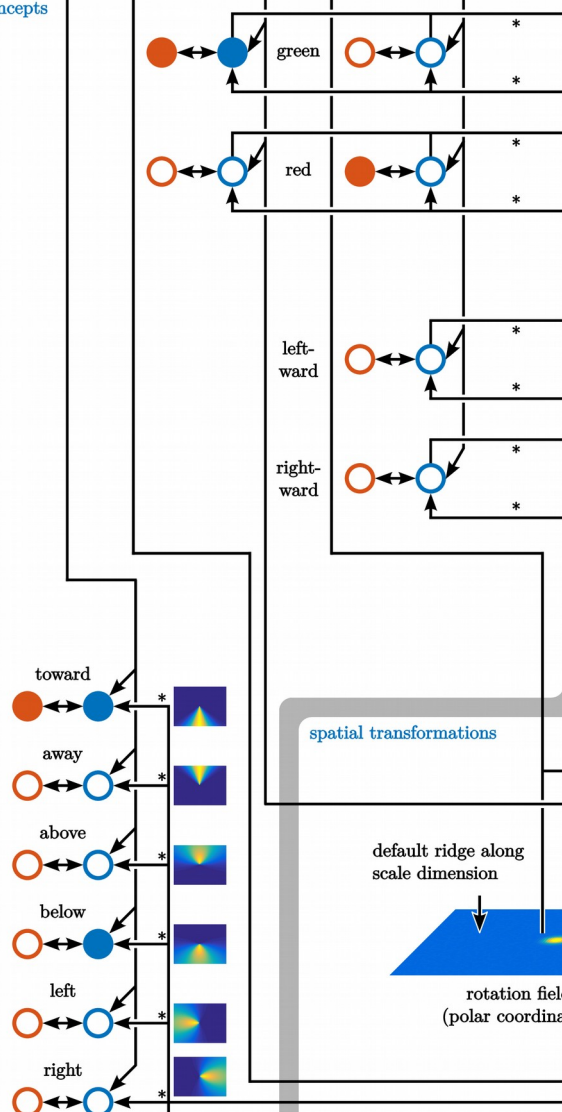 ncepts
green
*
*
red
*
*
left-
ward
*
*
right-
ward
*
*
toward
*
spatial transformations
away
*
above
*
default ridge along
scale dimension
below
*
left
*
rotation fiel
(polar coordina
right
*